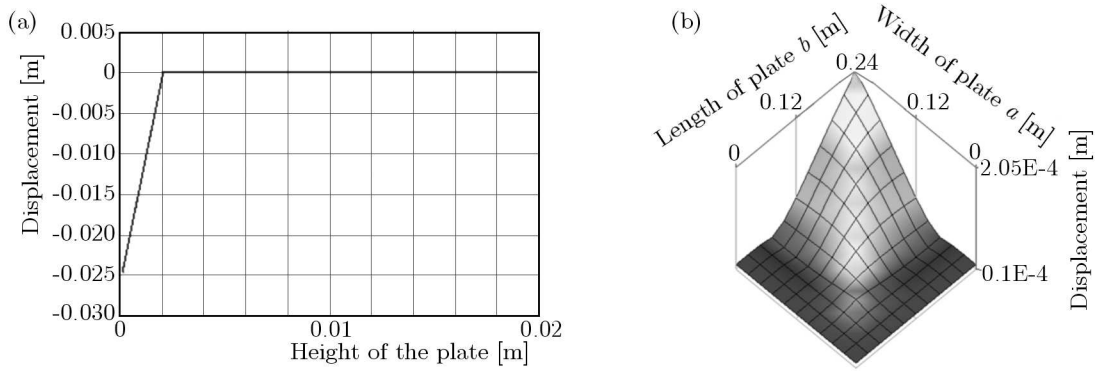 (a)
0.005
0
-0.005
-0.010
-0.015
-0.020
-0.025
-0.030
Displacement [m]
0
0.01
0.02
Height of the plate [m]
(b)
Length of plate b [m]
Width of plate a [m]
0.24
0.12
0.12
0
0
2.05E-4
0.1E-4
Displacement [m]